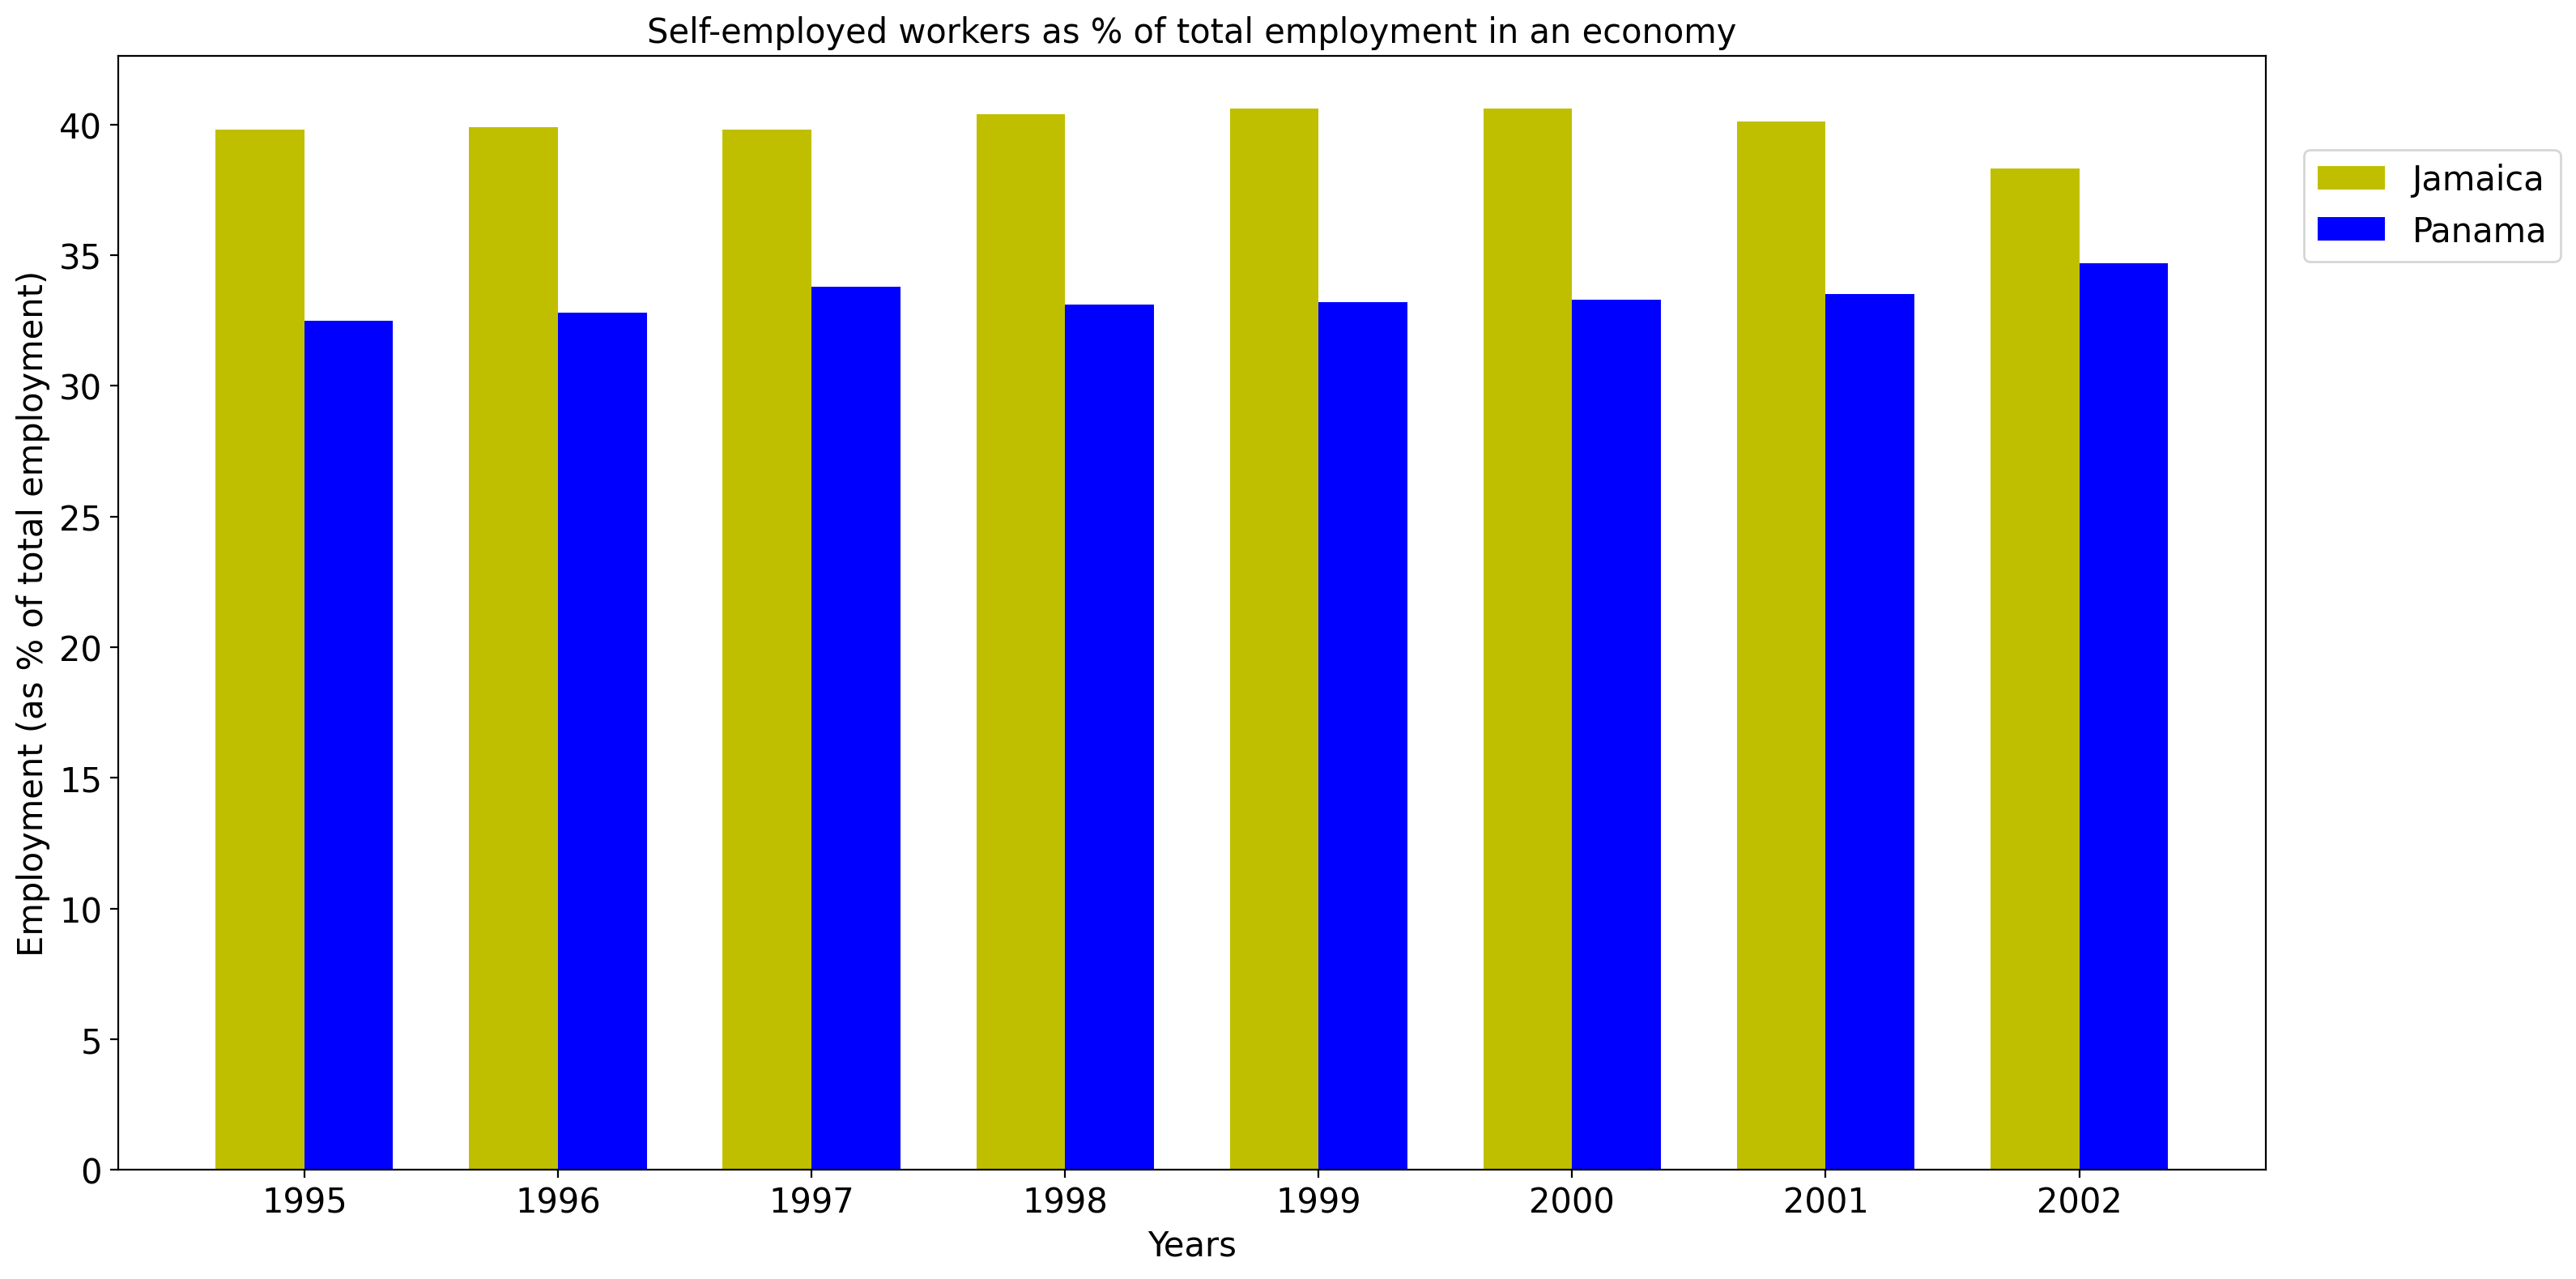 Self-employed workers as % of total employment in an economy
Employment (as % of total employment)
40
35
30
25
20
15
10
5
0
1995 1996 1997 1998 1999 2000 2001 2002
Years
Jamaica
Panama